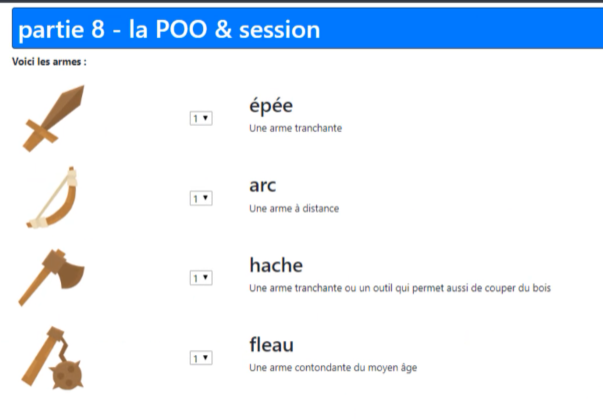 partie 8 - la POO & session
Voici les armes :
1
épée
Une arme tranchante
1
arc
Une arme à distance
1
hache
Une arme tranchante ou un outil qui permet aussi de couper du bois
1
fleau
Une arme contondante du moyen âge